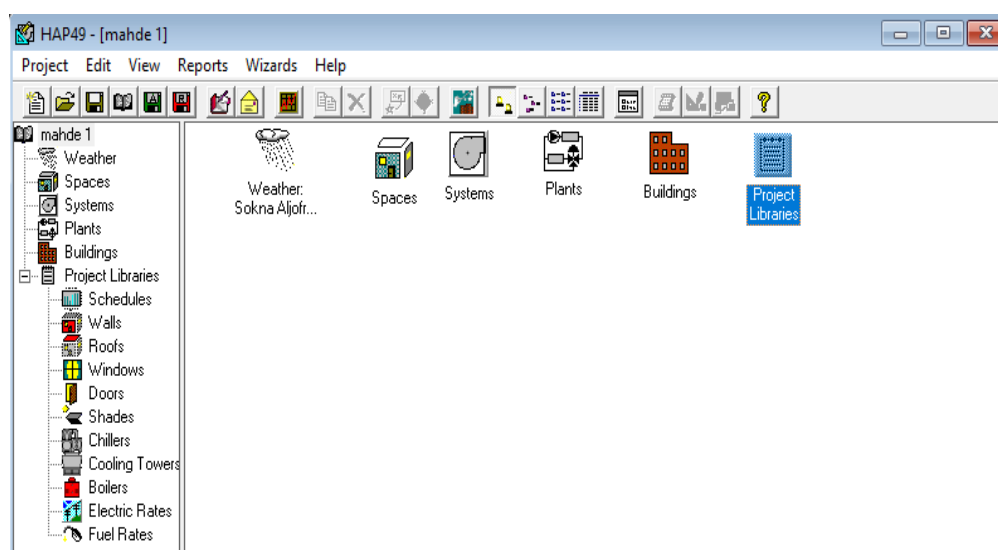 HAP49 - [mahde 1]
Project Edit View Reports Wizards Help
mahde 1
Weather
Spaces
Systems
Plants
Buildings
Project Libraries
Schedules
Walls
Roofs
Windows
Doors
Shades
Chillers
Cooling Towers
Boilers
Electric Rates
Fuel Rates
Weather:
Sokna Aljofr...
Spaces
Systems
Plants
Buildings
Project
Libraries